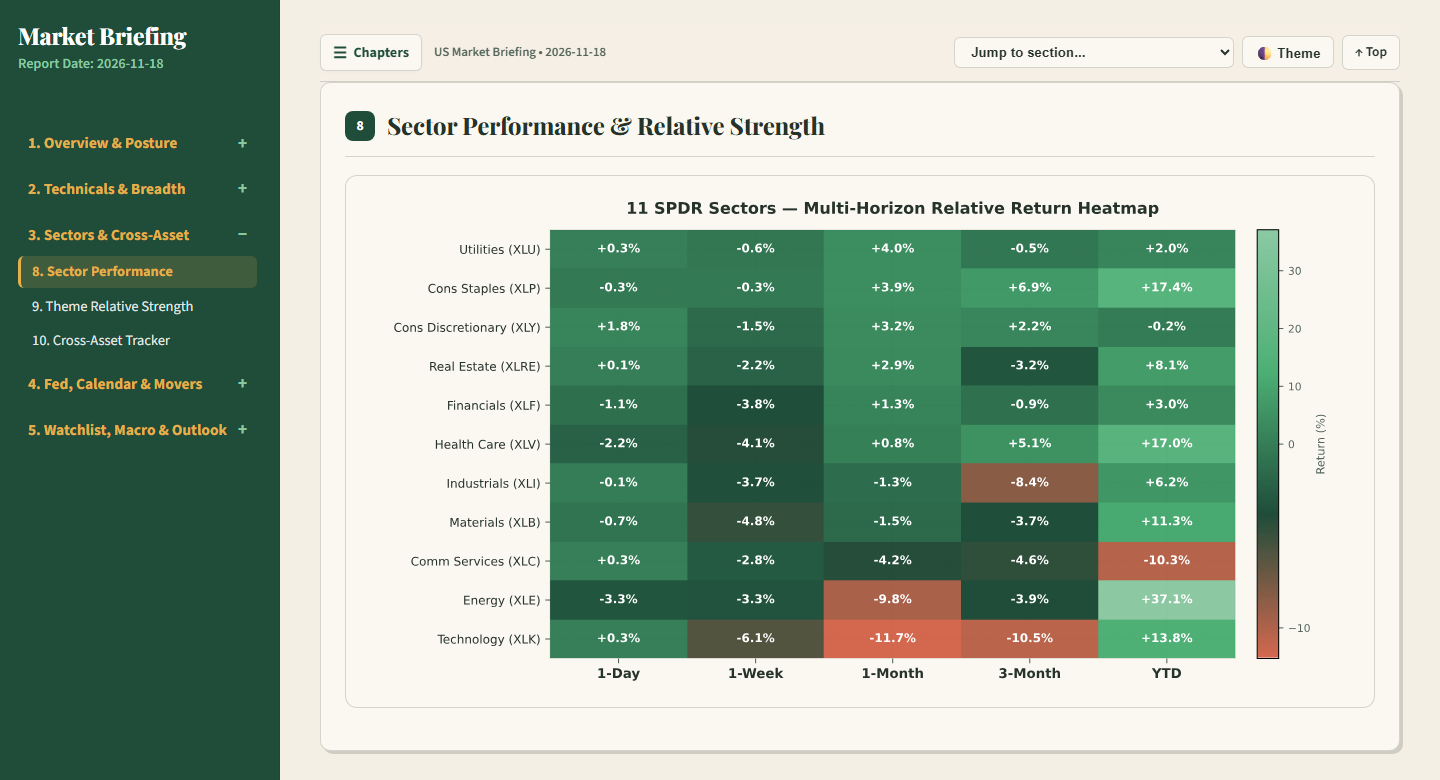 Market Briefing
Report Date: 2026-11-18
1. Overview & Posture +
2. Technicals & Breadth +
3. Sectors & Cross-Asset −
8. Sector Performance
9. Theme Relative Strength
10. Cross-Asset Tracker
4. Fed, Calendar & Movers +
5. Watchlist, Macro & Outlook +
☰ Chapters US Market Briefing • 2026-11-18 Jump to section... Theme ↑ Top
8 Sector Performance & Relative Strength
11 SPDR Sectors — Multi-Horizon Relative Return Heatmap
Utilities (XLU) +0.3% -0.6% +4.0% -0.5% +2.0%
Cons Staples (XLP) -0.3% -0.3% +3.9% +6.9% +17.4%
Cons Discretionary (XLY) +1.8% -1.5% +3.2% +2.2% -0.2%
Real Estate (XLRE) +0.1% -2.2% +2.9% -3.2% +8.1%
Financials (XLF) -1.1% -3.8% +1.3% -0.9% +3.0%
Health Care (XLV) -2.2% -4.1% +0.8% +5.1% +17.0%
Industrials (XLI) -0.1% -3.7% -1.3% -8.4% +6.2%
Materials (XLB) -0.7% -4.8% -1.5% -3.7% +11.3%
Comm Services (XLC) +0.3% -2.8% -4.2% -4.6% -10.3%
Energy (XLE) -3.3% -3.3% -9.8% -3.9% +37.1%
Technology (XLK) +0.3% -6.1% -11.7% -10.5% +13.8%
1-Day 1-Week 1-Month 3-Month YTD
30
20
10
0
−10
Return (%)